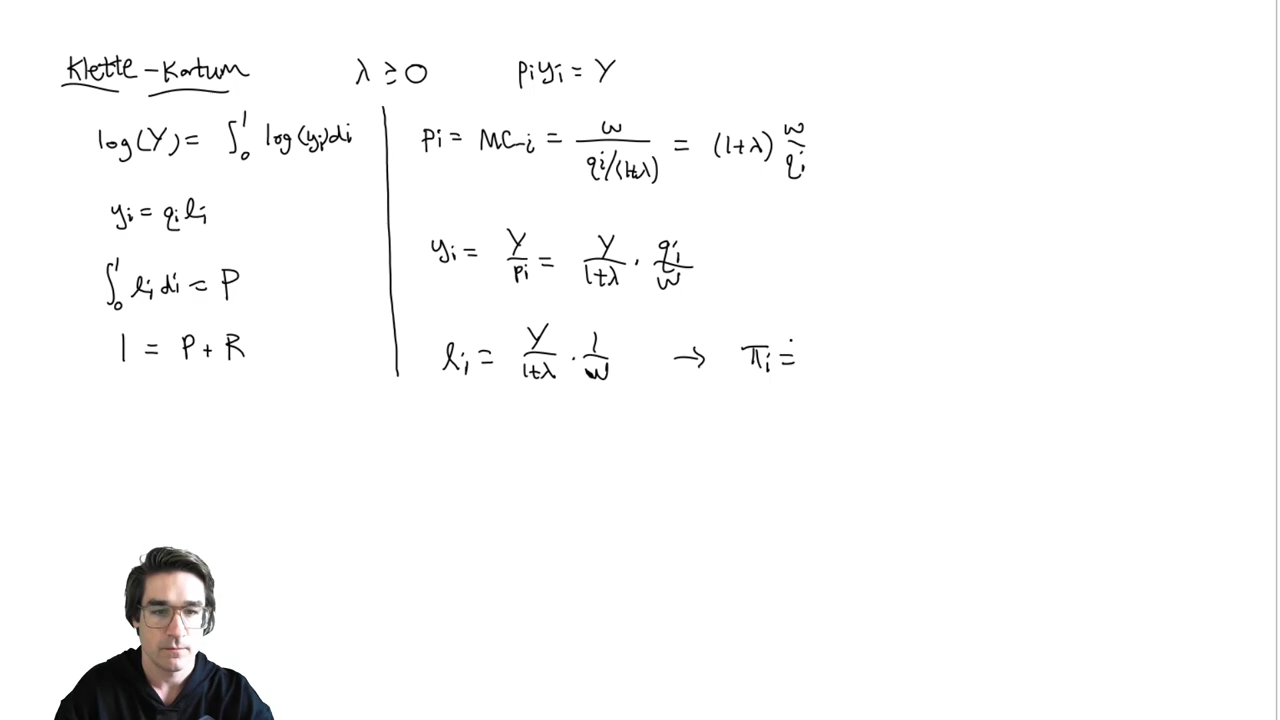 Klette-Kortum λ ≥ 0 piyi = Y
log(Y) = ∫₀¹ log(yi)di
yi = qili
∫₀¹ li di = P
1 = P + R
pi = MC-i = w / (qi/(1+λ)) = (1+λ) w/qi
yi = Y/pi = Y/(1+λ) · qi/w
li = Y/(1+λ) · 1/w → πi =